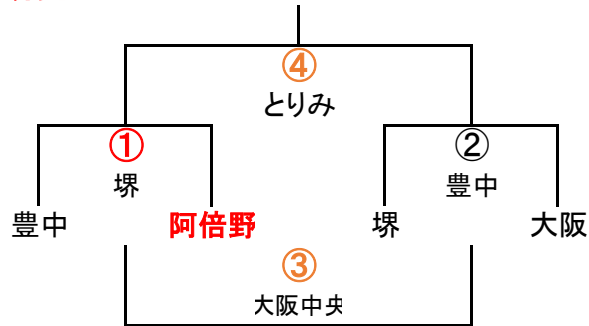 ④
とりみ
① ②
堺 豊中
豊中 阿倍野 堺 大阪
③
大阪中央